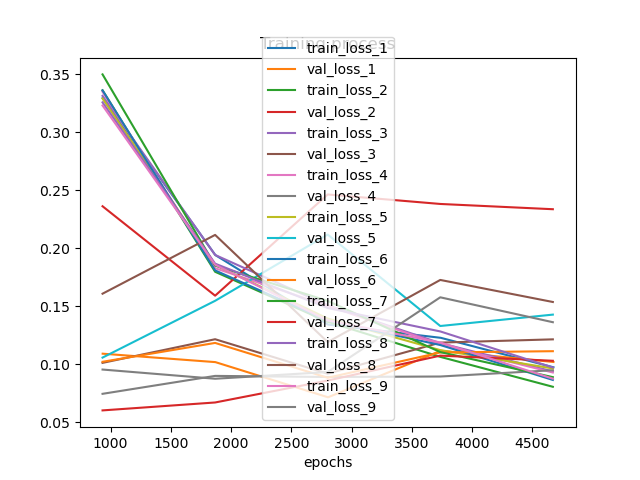 Training process
train_loss_1
val_loss_1
train_loss_2
val_loss_2
train_loss_3
val_loss_3
train_loss_4
val_loss_4
train_loss_5
val_loss_5
train_loss_6
val_loss_6
train_loss_7
val_loss_7
train_loss_8
val_loss_8
train_loss_9
val_loss_9
0.35
0.30
0.25
0.20
0.15
0.10
0.05
1000 1500 2000 2500 3000 3500 4000 4500
epochs